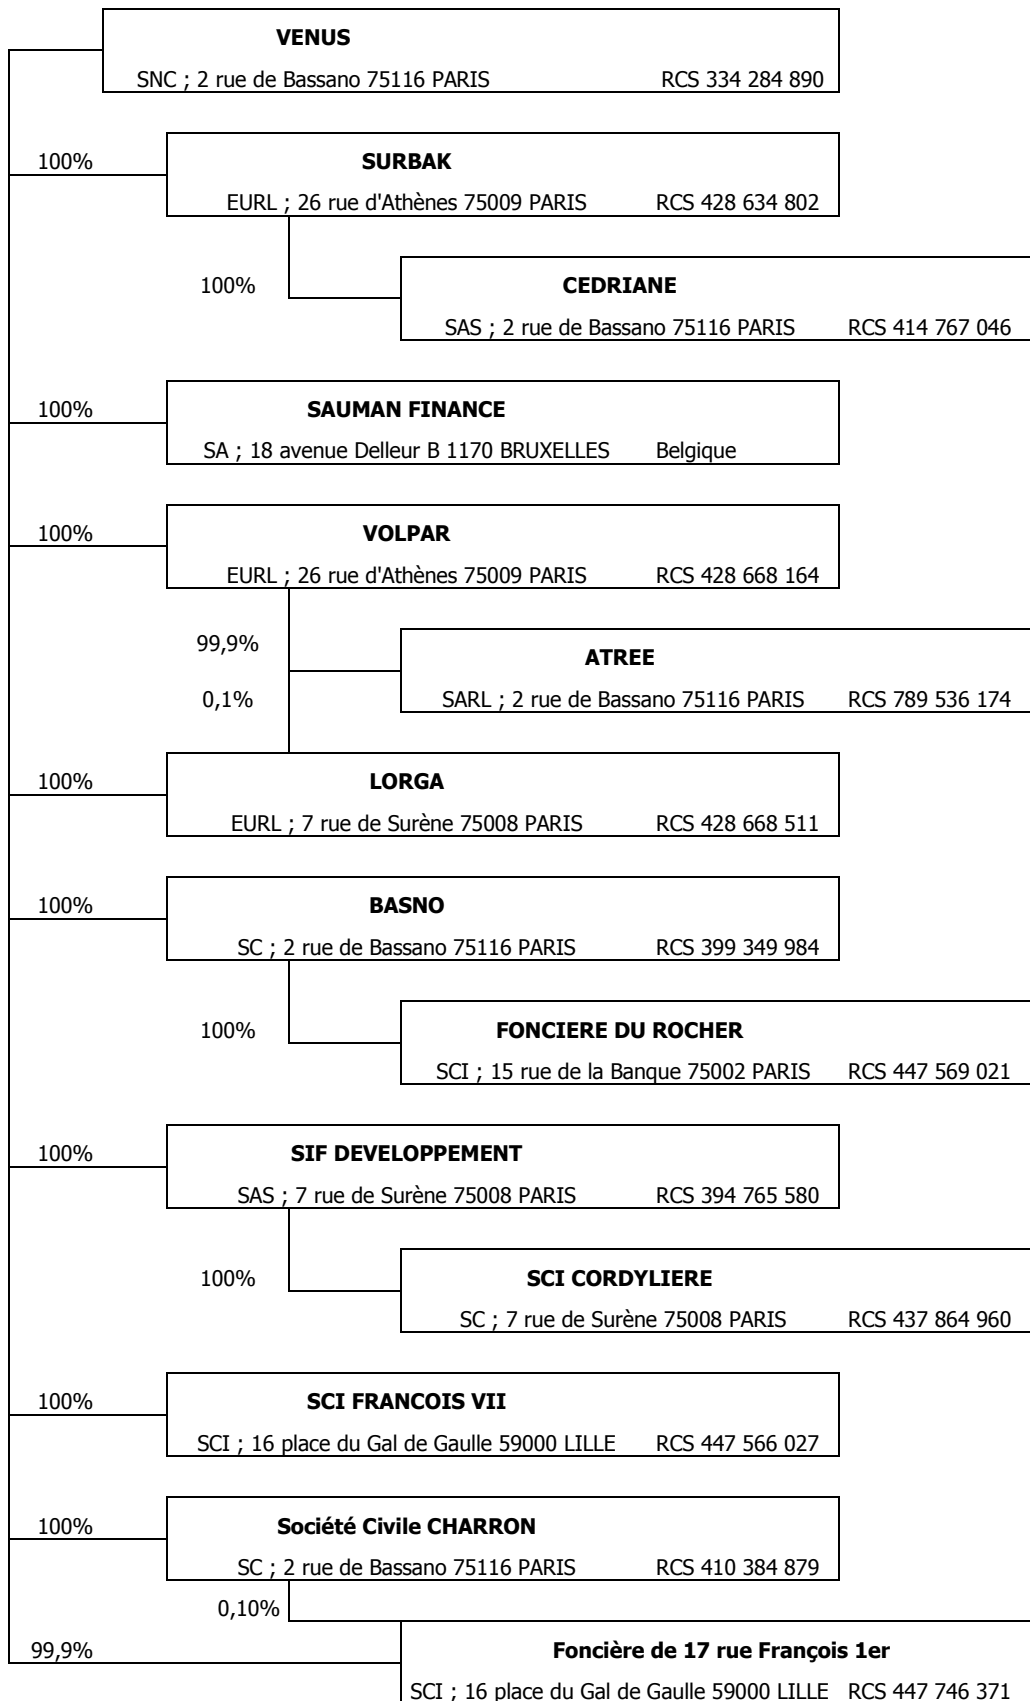 VENUS
SNC ; 2 rue de Bassano 75116 PARIS RCS 334 284 890
100%
SURBAK
EURL ; 26 rue d'Athènes 75009 PARIS RCS 428 634 802
100%
CEDRIANE
SAS ; 2 rue de Bassano 75116 PARIS RCS 414 767 046
100%
SAUMAN FINANCE
SA ; 18 avenue Delleur B 1170 BRUXELLES Belgique
100%
VOLPAR
EURL ; 26 rue d'Athènes 75009 PARIS RCS 428 668 164
99,9%
ATREE
0,1%
SARL ; 2 rue de Bassano 75116 PARIS RCS 789 536 174
100%
LORGA
EURL ; 7 rue de Surène 75008 PARIS RCS 428 668 511
100%
BASNO
SC ; 2 rue de Bassano 75116 PARIS RCS 399 349 984
100%
FONCIERE DU ROCHER
SCI ; 15 rue de la Banque 75002 PARIS RCS 447 569 021
100%
SIF DEVELOPPEMENT
SAS ; 7 rue de Surène 75008 PARIS RCS 394 765 580
100%
SCI CORDYLIERE
SC ; 7 rue de Surène 75008 PARIS RCS 437 864 960
100%
SCI FRANCOIS VII
SCI ; 16 place du Gal de Gaulle 59000 LILLE RCS 447 566 027
100%
Société Civile CHARRON
SC ; 2 rue de Bassano 75116 PARIS RCS 410 384 879
0,10%
99,9%
Foncière de 17 rue François 1er
SCI ; 16 place du Gal de Gaulle 59000 LILLE RCS 447 746 371